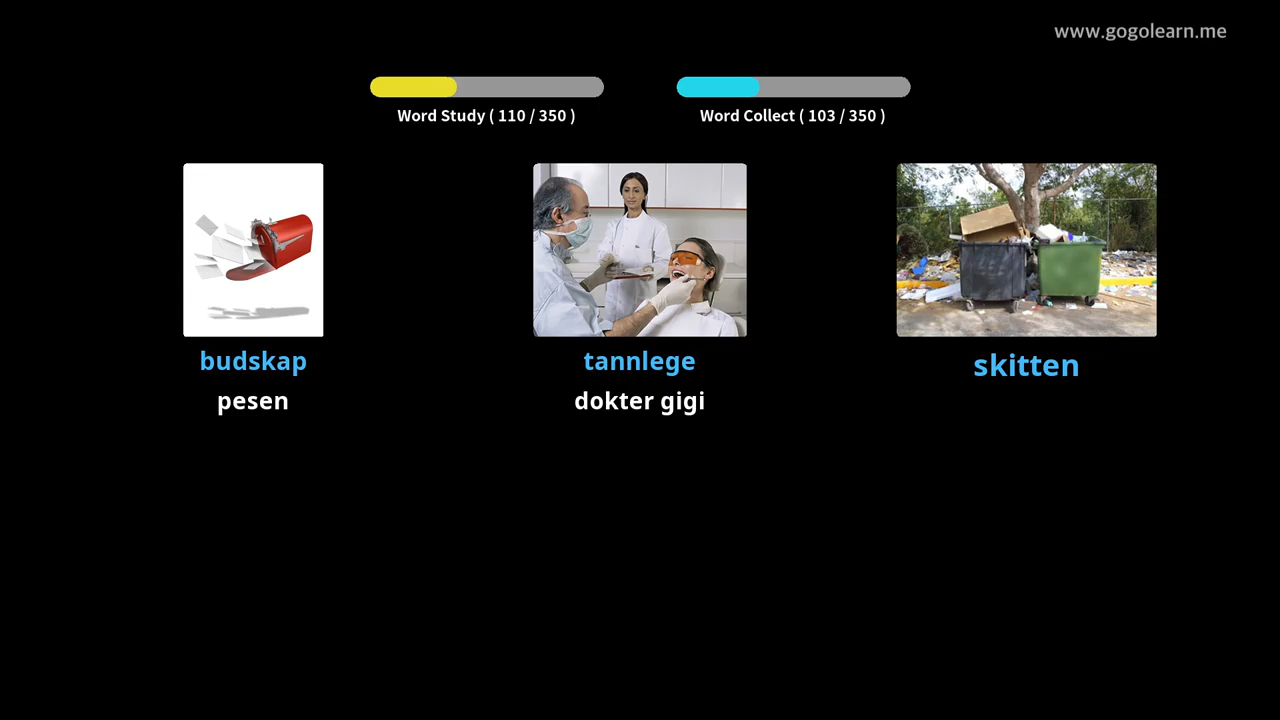 www.gogolearn.me
Word Study ( 110 / 350 )
Word Collect ( 103 / 350 )
budskap
pesen
tannlege
dokter gigi
skitten